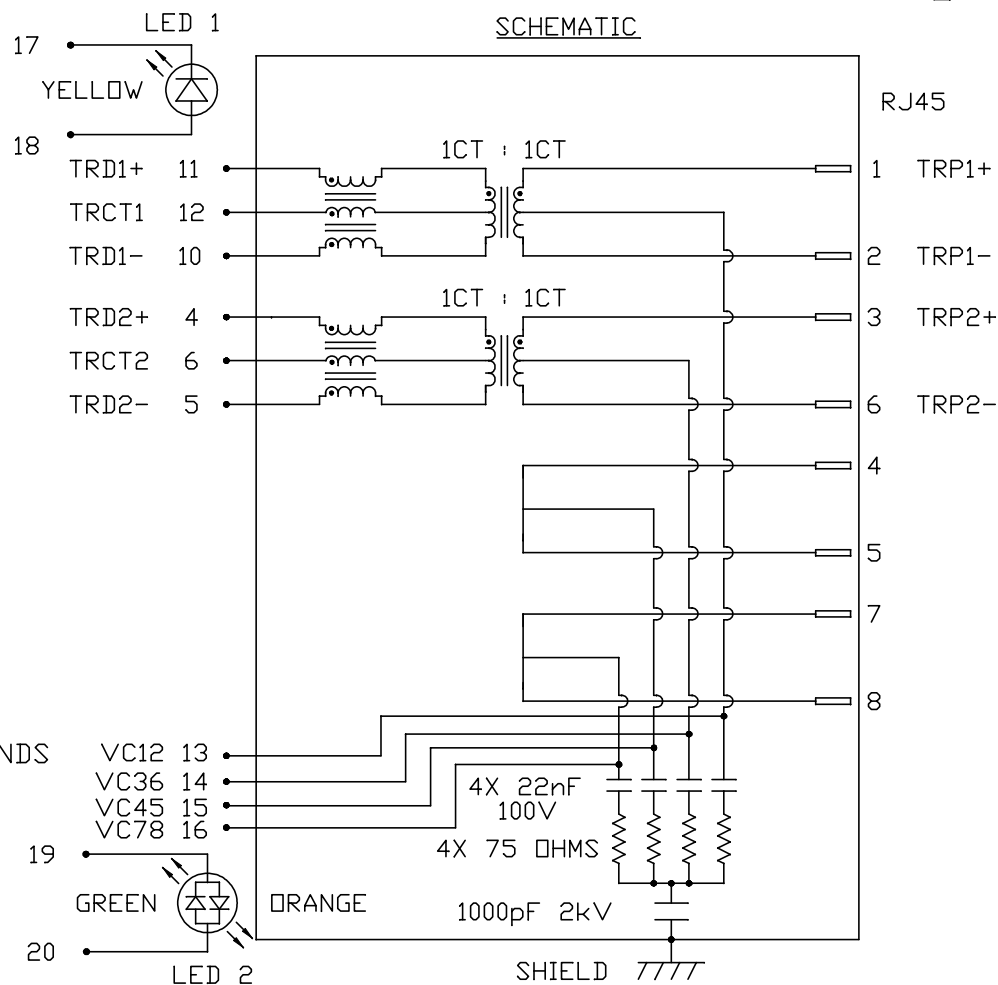 SCHEMATIC
LED 1
17
YELLOW
18
RJ45
1CT : 1CT
TRD1+ 11
1 TRP1+
TRCT1 12
TRD1- 10
2 TRP1-
1CT : 1CT
TRD2+ 4
3 TRP2+
TRCT2 6
TRD2- 5
6 TRP2-
4
5
7
8
NDS
VC12 13
VC36 14
VC45 15
VC78 16
4X 22nF
100V
4X 75 OHMS
19
GREEN
ORANGE
1000pF 2kV
20
LED 2
SHIELD